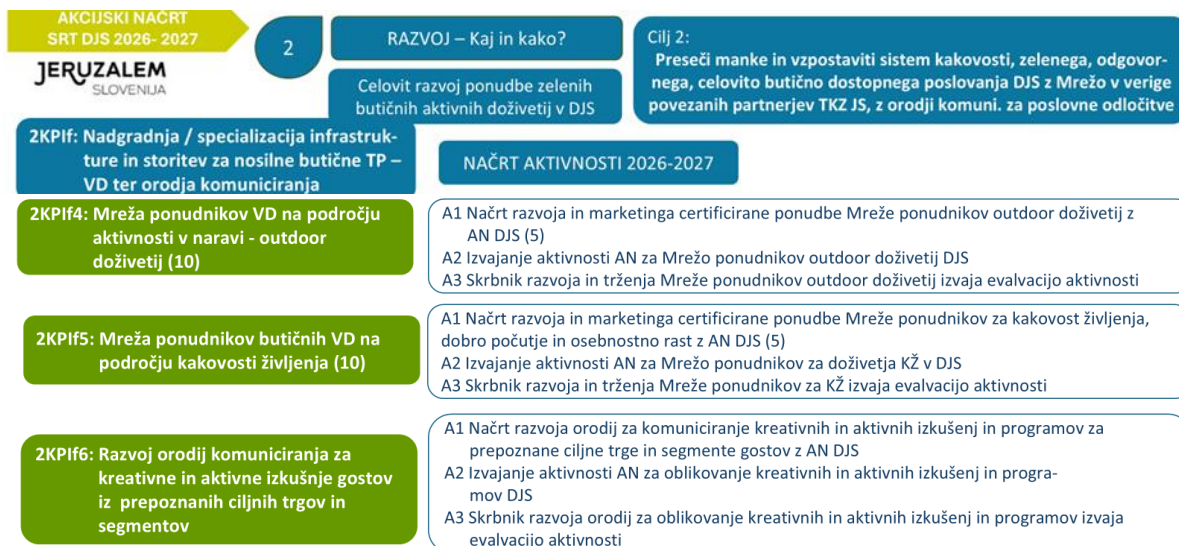 AKCIJSKI NAČRT
SRT DJS 2026- 2027
JERUZALEM
SLOVENIJA
2
RAZVOJ – Kaj in kako?
Celovit razvoj ponudbe zelenih
butičnih aktivnih doživetij v DJS
Cilj 2:
Preseči manke in vzpostaviti sistem kakovosti, zelenega, odgovor-
nega, celovito butično dostopnega poslovanja DJS z Mrežo v verige
povezanih partnerjev TKZ JS, z orodji komuni. za poslovne odločitve
2KPIf: Nadgradnja / specializacija infrastruk-
ture in storitev za nosilne butične TP –
VD ter orodja komuniciranja
NAČRT AKTIVNOSTI 2026-2027
2KPIf4: Mreža ponudnikov VD na področju
aktivnosti v naravi - outdoor
doživetij (10)
A1 Načrt razvoja in marketinga certificirane ponudbe Mreže ponudnikov outdoor doživetij z
AN DJS (5)
A2 Izvajanje aktivnosti AN za Mrežo ponudnikov outdoor doživetij DJS
A3 Skrbnik razvoja in trženja Mreže ponudnikov outdoor doživetij izvaja evalvacijo aktivnosti
2KPIf5: Mreža ponudnikov butičnih VD na
področju kakovosti življenja (10)
A1 Načrt razvoja in marketinga certificirane ponudbe Mreže ponudnikov za kakovost življenja,
dobro počutje in osebnostno rast z AN DJS (5)
A2 Izvajanje aktivnosti AN za Mrežo ponudnikov za doživetja KŽ v DJS
A3 Skrbnik razvoja in trženja Mreže ponudnikov za KŽ izvaja evalvacijo aktivnosti
2KPIf6: Razvoj orodij komuniciranja za
kreativne in aktivne izkušnje gostov
iz prepoznanih ciljnih trgov in
segmentov
A1 Načrt razvoja orodij za komuniciranje kreativnih in aktivnih izkušenj in programov za
prepoznane ciljne trge in segmente gostov z AN DJS
A2 Izvajanje aktivnosti AN za oblikovanje kreativnih in aktivnih izkušenj in progra-
mov DJS
A3 Skrbnik razvoja orodij za oblikovanje kreativnih in aktivnih izkušenj in programov izvaja
evalvacijo aktivnosti